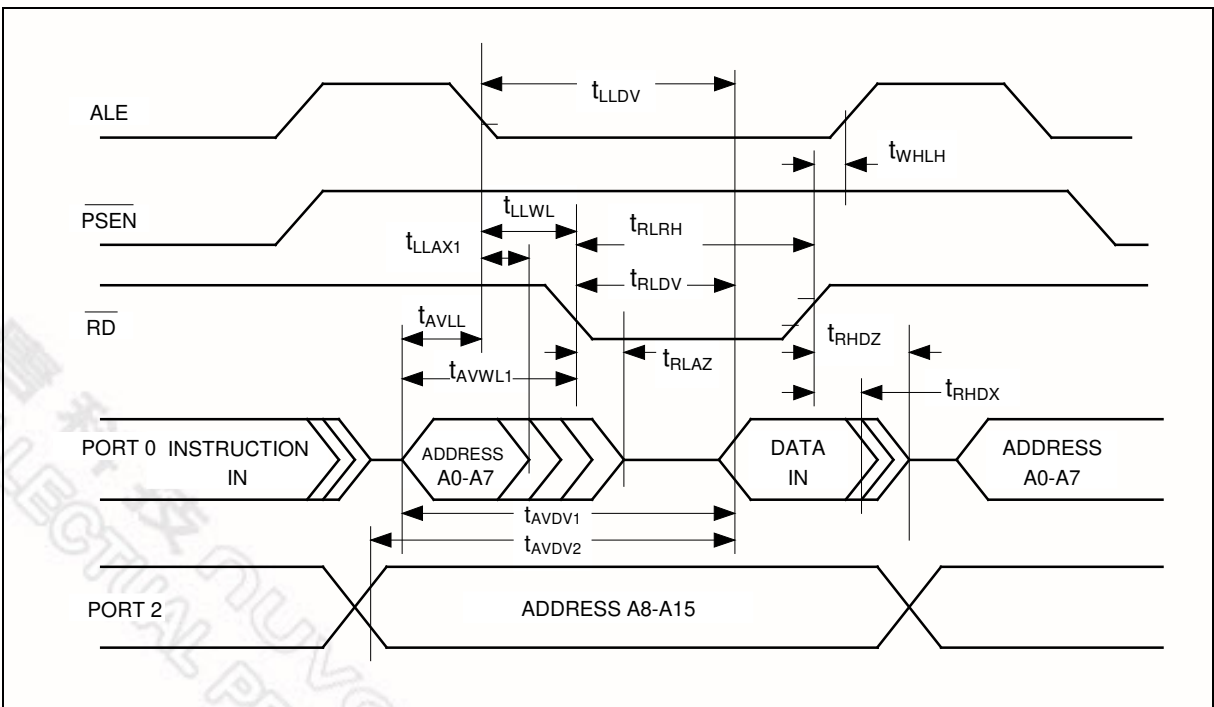 ALE
tLLDV
tWHLH
PSEN
tLLWL
tRLRH
tLLAX1
tRLDV
RD
tAVLL
tRHDZ
tRLAZ
tAVWL1
tRHDX
PORT 0
INSTRUCTION
IN
ADDRESS
A0-A7
DATA
IN
ADDRESS
A0-A7
tAVDV1
tAVDV2
PORT 2
ADDRESS A8-A15